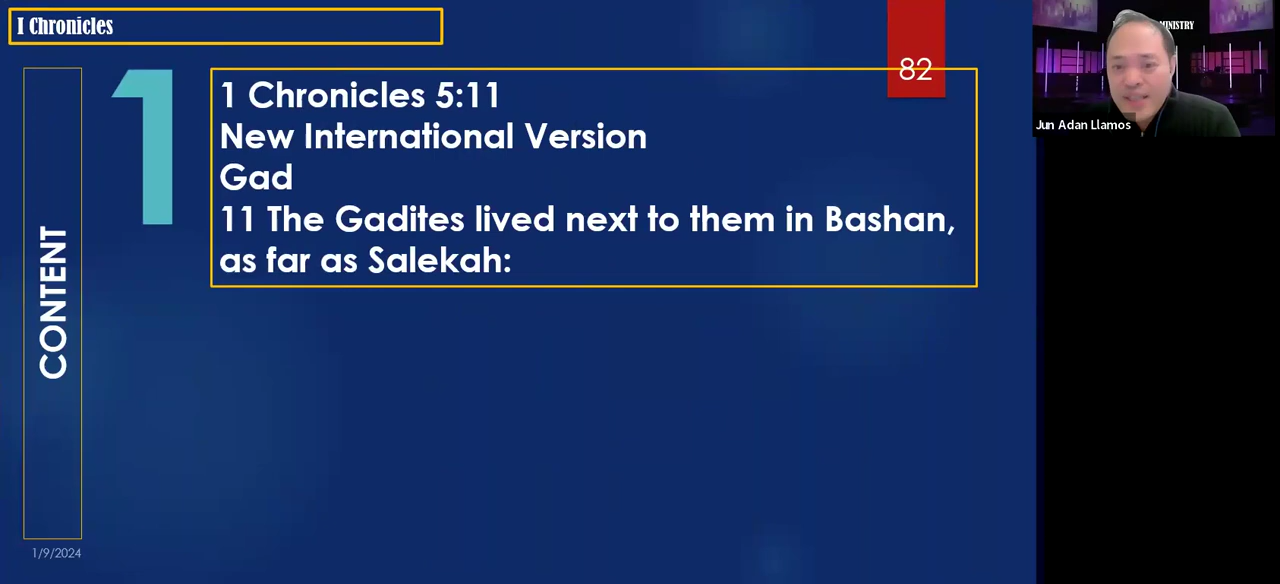 I Chronicles
82
1
1 Chronicles 5:11
New International Version
Gad
11 The Gadites lived next to them in Bashan,
as far as Salekah:
CONTENT
1/9/2024
MINISTRY
Jun Adan Llamos